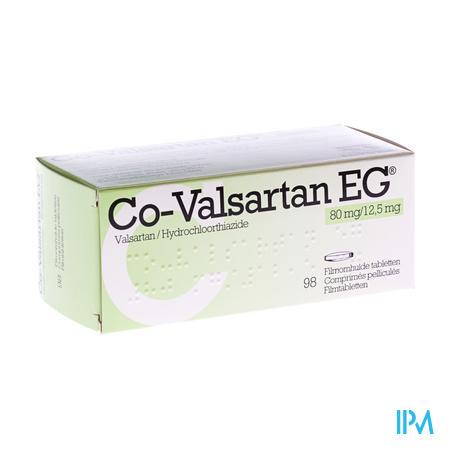 Co-Valsartan EG®
Valsartan / Hydrochloorthiazide
80 mg/12,5 mg
98
Filmomhulde tabletten
Comprimés pelliculés
Filmtabletten
IPM